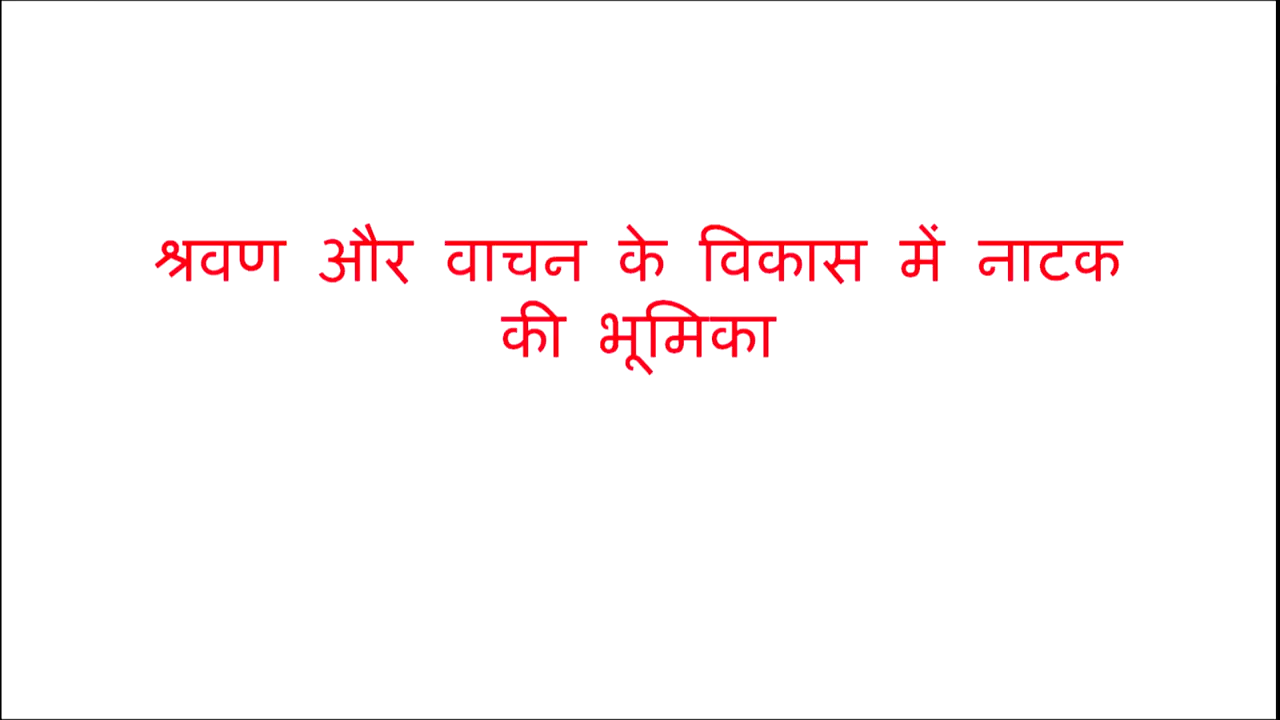 श्रवण और वाचन के विकास में नाटक
की भूमिका